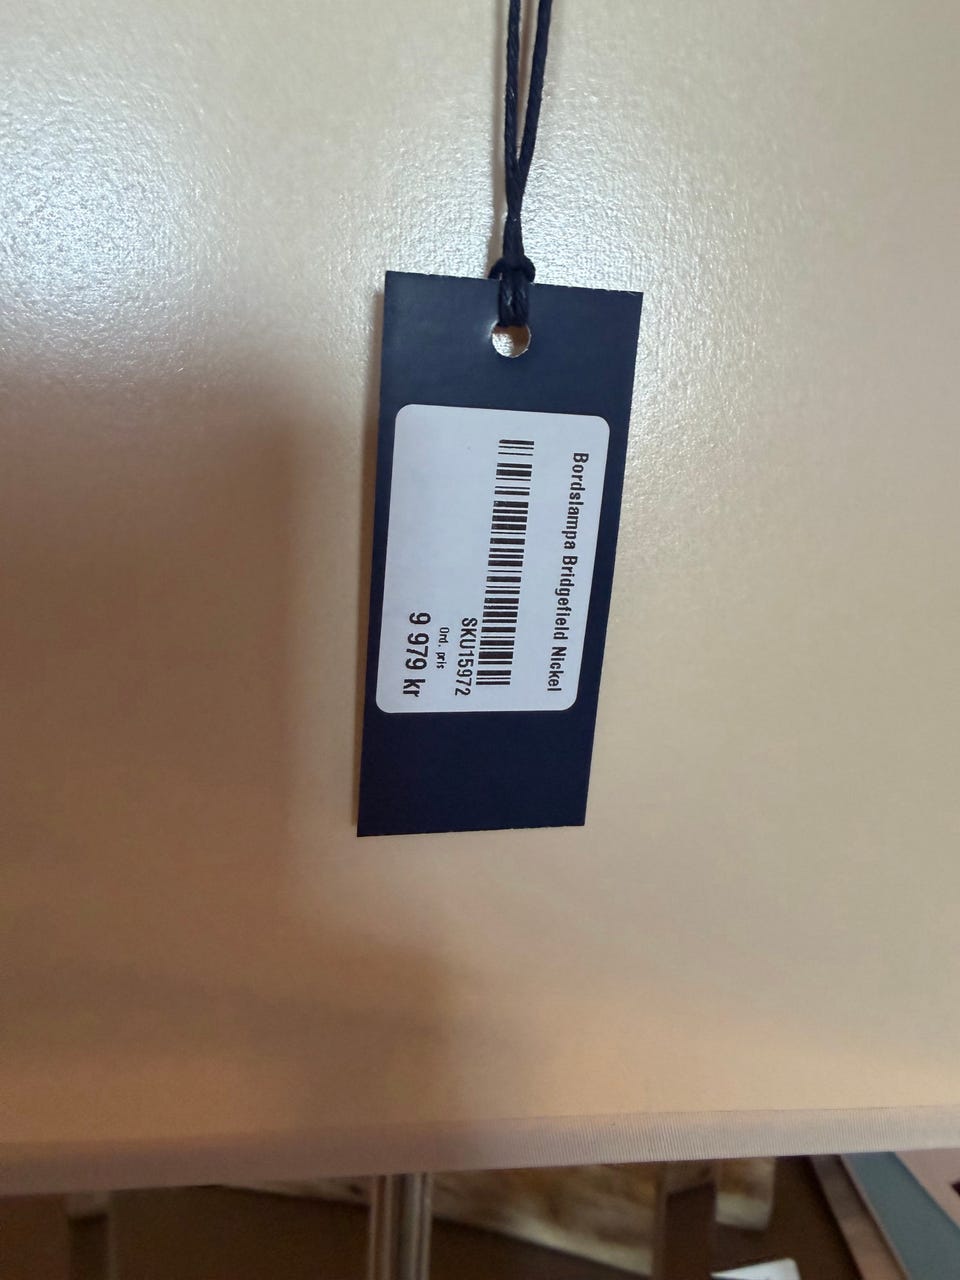 Bordslampa Bridgefield Nickel
SKU15972
Ord. pris
9 979 kr